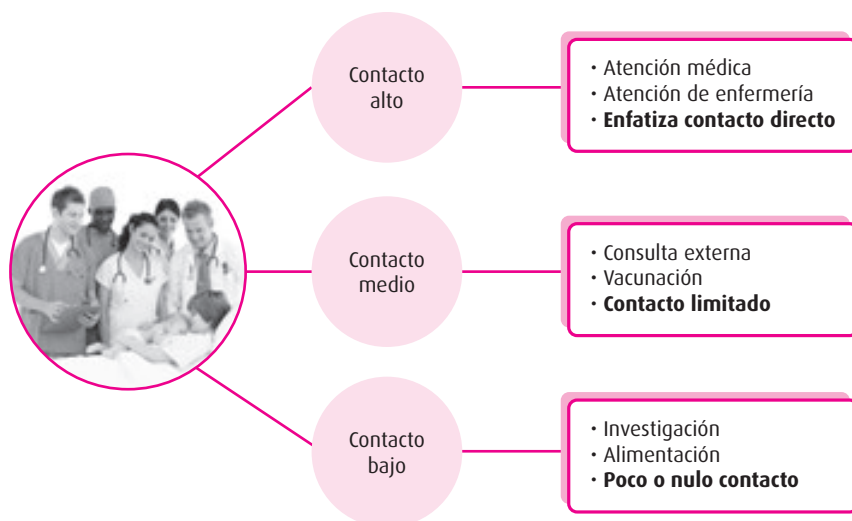 Contacto
alto
· Atención médica
· Atención de enfermería
· Enfatiza contacto directo
Contacto
medio
· Consulta externa
· Vacunación
· Contacto limitado
Contacto
bajo
· Investigación
· Alimentación
· Poco o nulo contacto